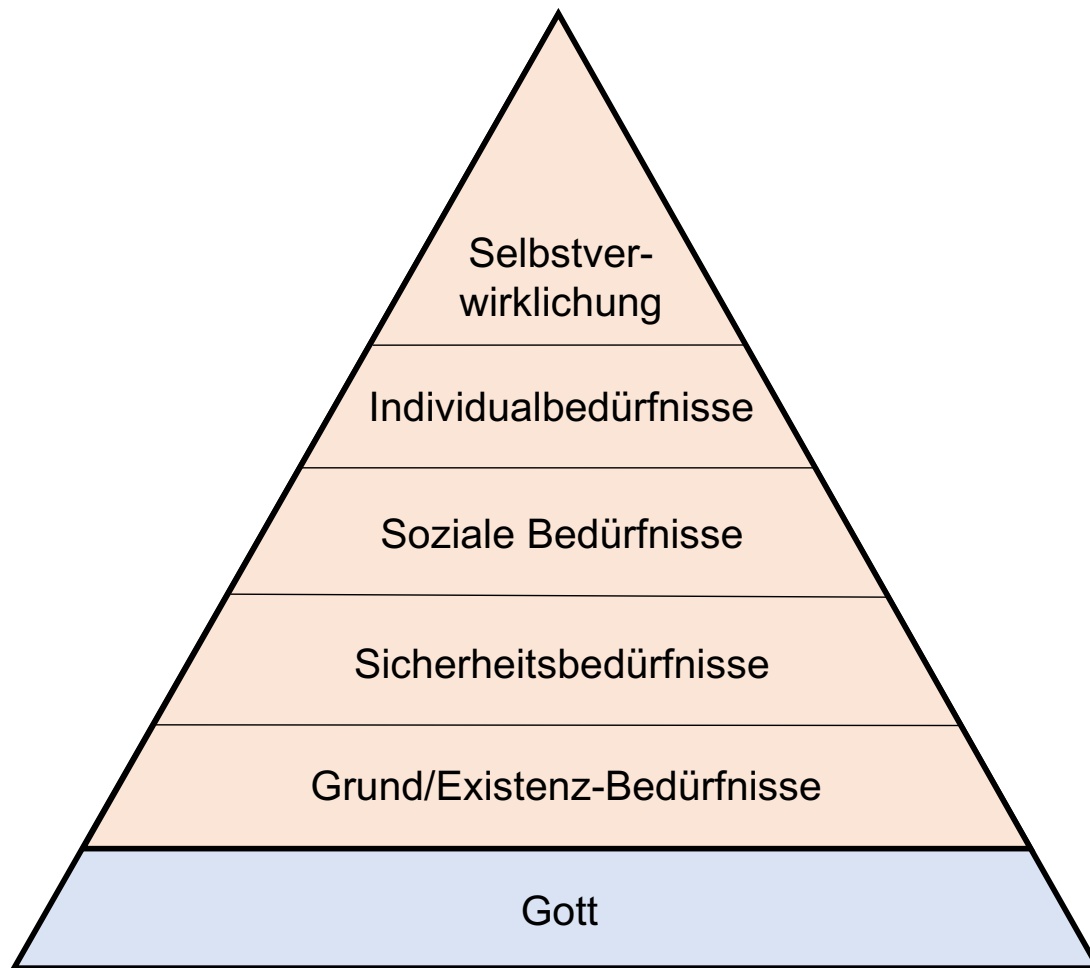 Selbstver-
wirklichung
Individualbedürfnisse
Soziale Bedürfnisse
Sicherheitsbedürfnisse
Grund/Existenz-Bedürfnisse
Gott